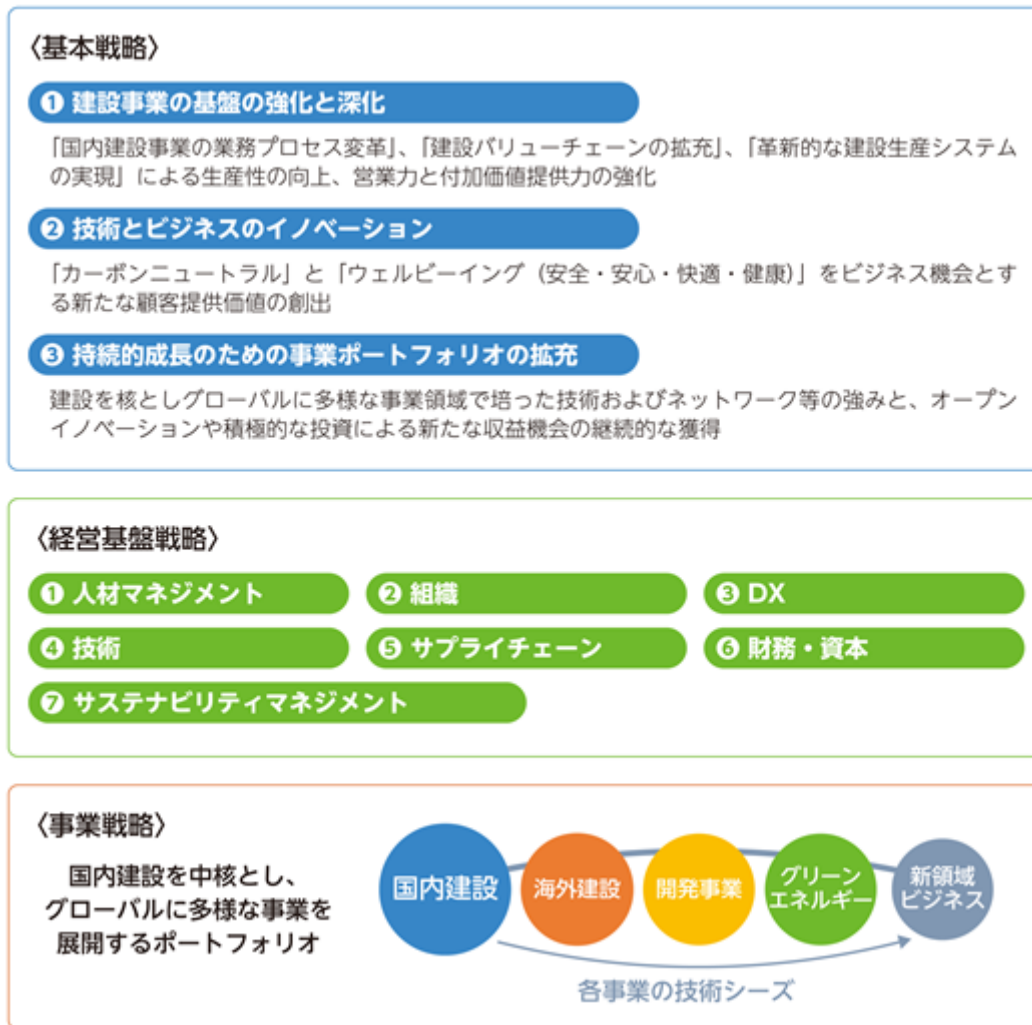 〈基本戦略〉
❶ 建設事業の基盤の強化と深化
「国内建設事業の業務プロセス変革」、「建設バリューチェーンの拡充」、「革新的な建設生産システム
の実現」による生産性の向上、営業力と付加価値提供力の強化
❷ 技術とビジネスのイノベーション
「カーボンニュートラル」と「ウェルビーイング（安全・安心・快適・健康）」をビジネス機会とす
る新たな顧客提供価値の創出
❸ 持続的成長のための事業ポートフォリオの拡充
建設を核としグローバルに多様な事業領域で培った技術およびネットワーク等の強みと、オープン
イノベーションや積極的な投資による新たな収益機会の継続的な獲得
〈経営基盤戦略〉
❶ 人材マネジメント
❷ 組織
❸ DX
❹ 技術
❺ サプライチェーン
❻ 財務・資本
❼ サステナビリティマネジメント
〈事業戦略〉
国内建設を中核とし、
グローバルに多様な事業を
展開するポートフォリオ
国内建設
海外建設
開発事業
グリーン
エネルギー
新領域
ビジネス
各事業の技術シーズ